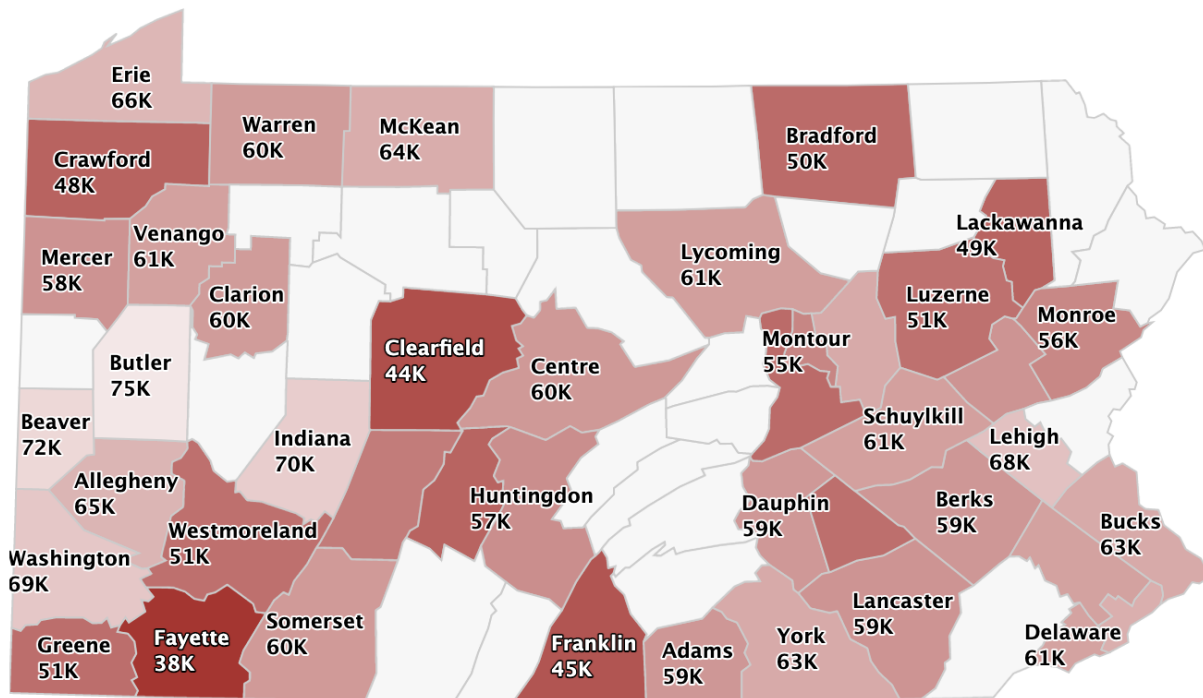 Erie
66K
Warren
60K
McKean
64K
Bradford
50K
Crawford
48K
Lackawanna
49K
Venango
61K
Mercer
58K
Lycoming
61K
Clarion
60K
Luzerne
51K
Monroe
56K
Montour
55K
Clearfield
44K
Butler
75K
Centre
60K
Beaver
72K
Indiana
70K
Schuylkill
61K
Lehigh
68K
Allegheny
65K
Huntingdon
57K
Dauphin
59K
Berks
59K
Bucks
63K
Westmoreland
51K
Washington
69K
Lancaster
59K
Somerset
60K
Fayette
38K
Greene
51K
Franklin
45K
Adams
59K
York
63K
Delaware
61K